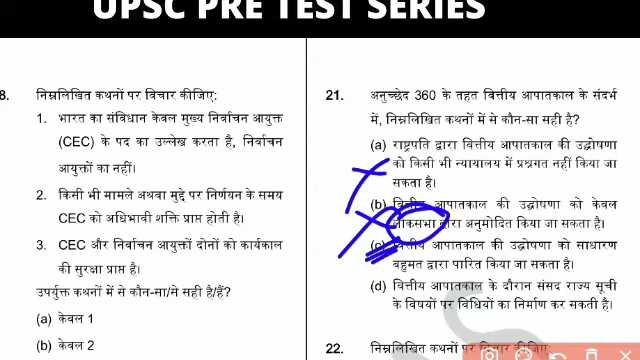 UPSC PRE TEST SERIES
8. निम्नलिखित कथनों पर विचार कीजिए:
1. भारत का संविधान केवल मुख्य निर्वाचन आयुक्त
(CEC) के पद का उल्लेख करता है, निर्वाचन
आयुक्तों का नहीं।
2. किसी भी मामले अथवा मुद्दे पर निर्णयन के समय
CEC को अधिभावी शक्ति प्राप्त होती है।
3. CEC और निर्वाचन आयुक्तों दोनों को कार्यकाल
की सुरक्षा प्राप्त है।
उपर्युक्त कथनों में से कौन-सा/से सही है/हैं?
(a) केवल 1
(b) केवल 2
21. अनुच्छेद 360 के तहत वित्तीय आपातकाल के संदर्भ
में, निम्नलिखित कथनों में से कौन-सा सही है?
(a) राष्ट्रपति द्वारा वित्तीय आपातकाल की उद्घोषणा
को किसी भी न्यायालय में प्रश्नगत नहीं किया जा
सकता है।
(b) वित्तीय आपातकाल की उद्घोषणा को केवल
लोकसभा द्वारा अनुमोदित किया जा सकता है।
(c) वित्तीय आपातकाल की उद्घोषणा को साधारण
बहुमत द्वारा पारित किया जा सकता है।
(d) वित्तीय आपातकाल के दौरान संसद राज्य सूची
के विषयों पर विधियों का निर्माण कर सकती है।
22. निम्नलिखित कथनों पर विचार कीजिए: